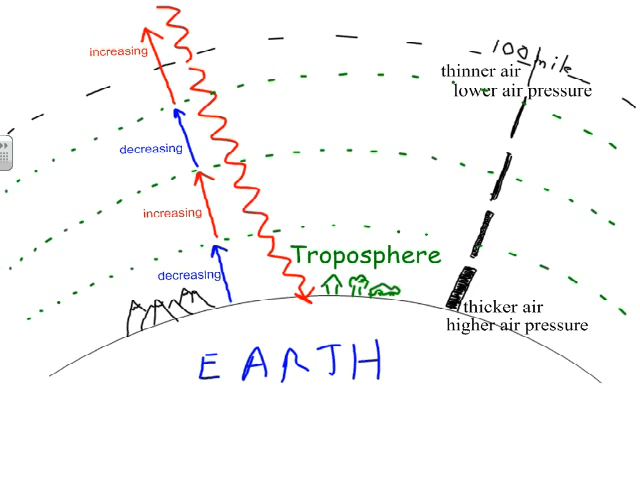 increasing
100 mile
thinner air
lower air pressure
decreasing
increasing
Troposphere
decreasing
thicker air
higher air pressure
EARTH